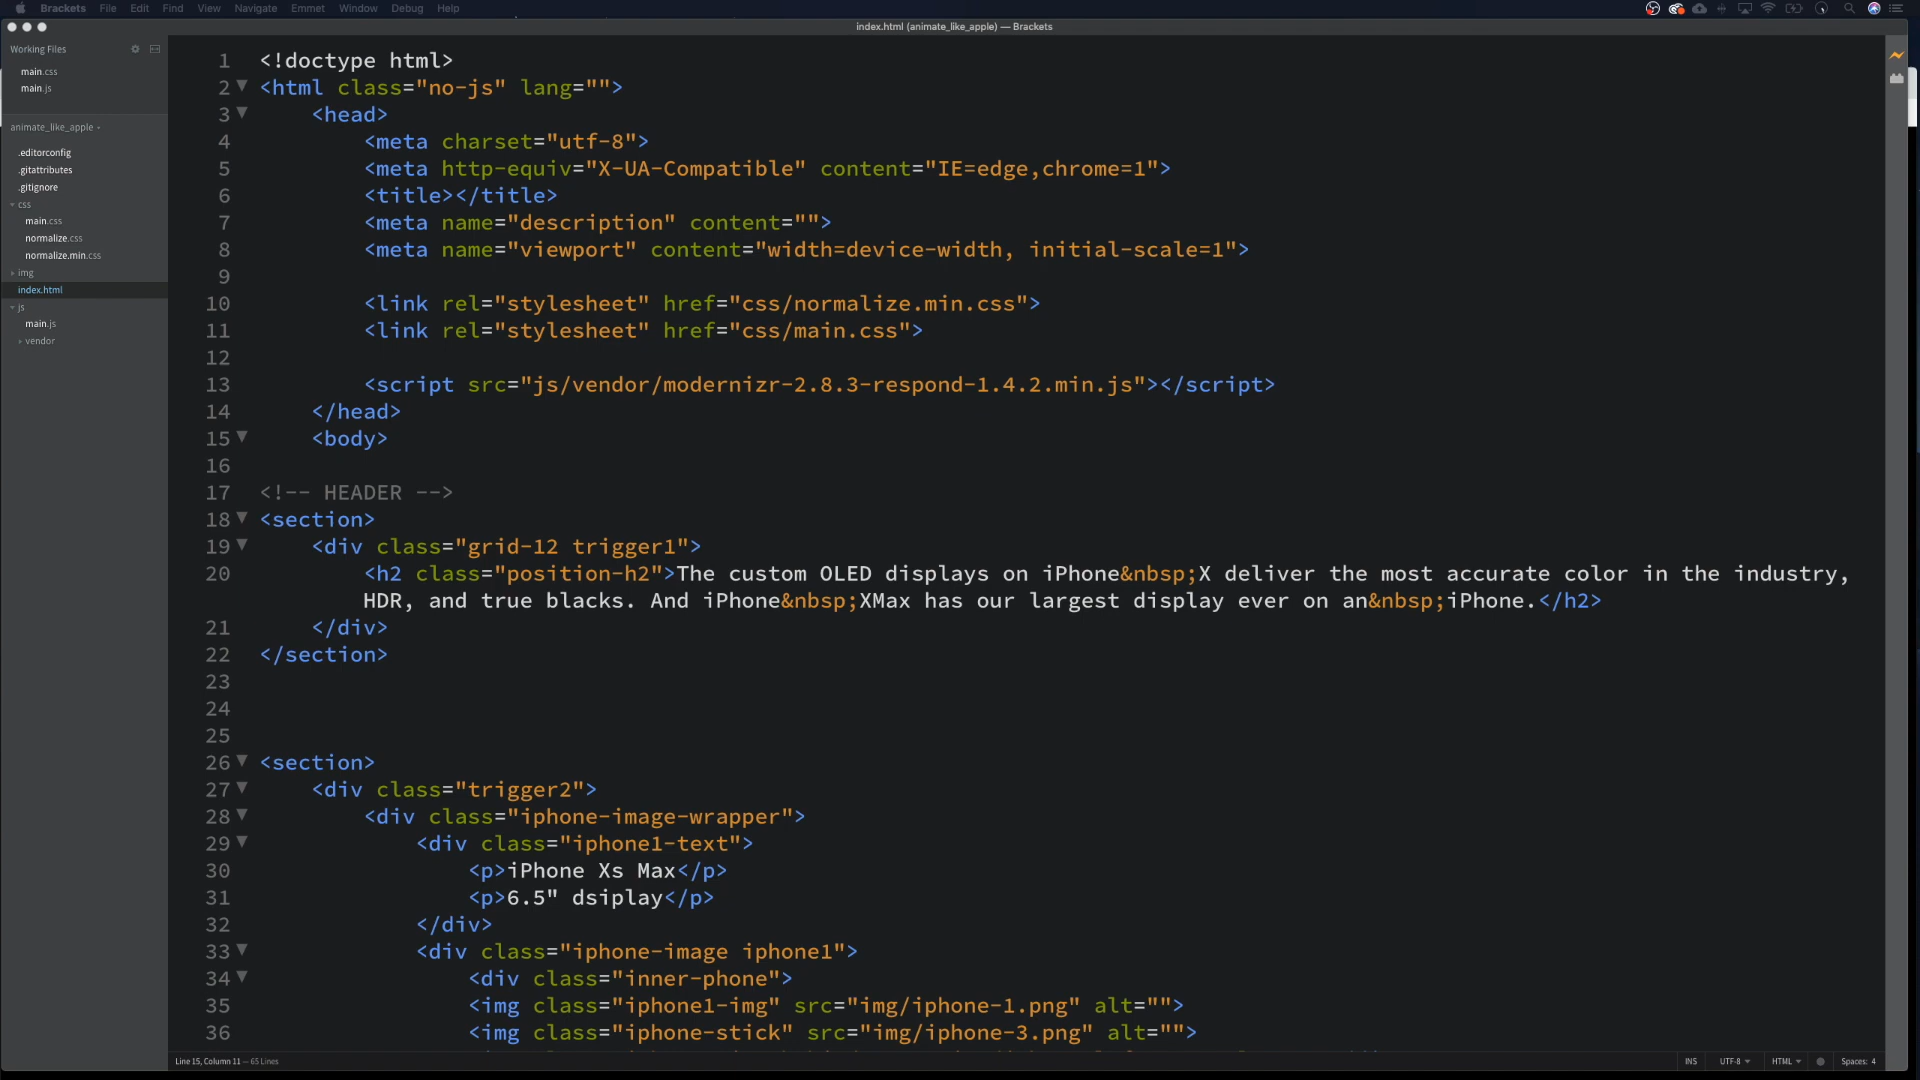 Brackets File Edit Find View Navigate Emmet Window Debug Help
index.html (animate_like_apple) — Brackets
Working Files
main.css
main.js
animate_like_apple
.editorconfig
.gitattributes
.gitignore
css
main.css
normalize.css
normalize.min.css
img
index.html
js
main.js
vendor
1 <!doctype html>
2 <html class="no-js" lang="">
3 <head>
4 <meta charset="utf-8">
5 <meta http-equiv="X-UA-Compatible" content="IE=edge,chrome=1">
6 <title></title>
7 <meta name="description" content="">
8 <meta name="viewport" content="width=device-width, initial-scale=1">
9
10 <link rel="stylesheet" href="css/normalize.min.css">
11 <link rel="stylesheet" href="css/main.css">
12
13 <script src="js/vendor/modernizr-2.8.3-respond-1.4.2.min.js"></script>
14 </head>
15 <body>
16
17 <!-- HEADER -->
18 <section>
19 <div class="grid-12 trigger1">
20 <h2 class="position-h2">The custom OLED displays on iPhone&nbsp;X deliver the most accurate color in the industry,
HDR, and true blacks. And iPhone&nbsp;XMax has our largest display ever on an&nbsp;iPhone.</h2>
21 </div>
22 </section>
23
24
25
26 <section>
27 <div class="trigger2">
28 <div class="iphone-image-wrapper">
29 <div class="iphone1-text">
30 <p>iPhone Xs Max</p>
31 <p>6.5" dsiplay</p>
32 </div>
33 <div class="iphone-image iphone1">
34 <div class="inner-phone">
35 <img class="iphone1-img" src="img/iphone-1.png" alt="">
36 <img class="iphone-stick" src="img/iphone-3.png" alt="">
Line 15, Column 11 — 65 Lines
INS UTF-8 HTML Spaces: 4